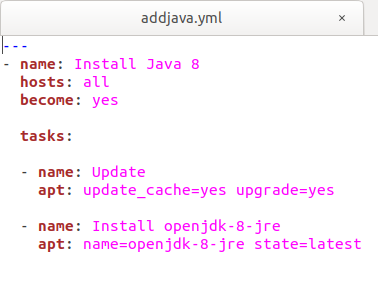 addjava.yml ×
---
- name: Install Java 8
  hosts: all
  become: yes

  tasks:

  - name: Update
    apt: update_cache=yes upgrade=yes

  - name: Install openjdk-8-jre
    apt: name=openjdk-8-jre state=latest